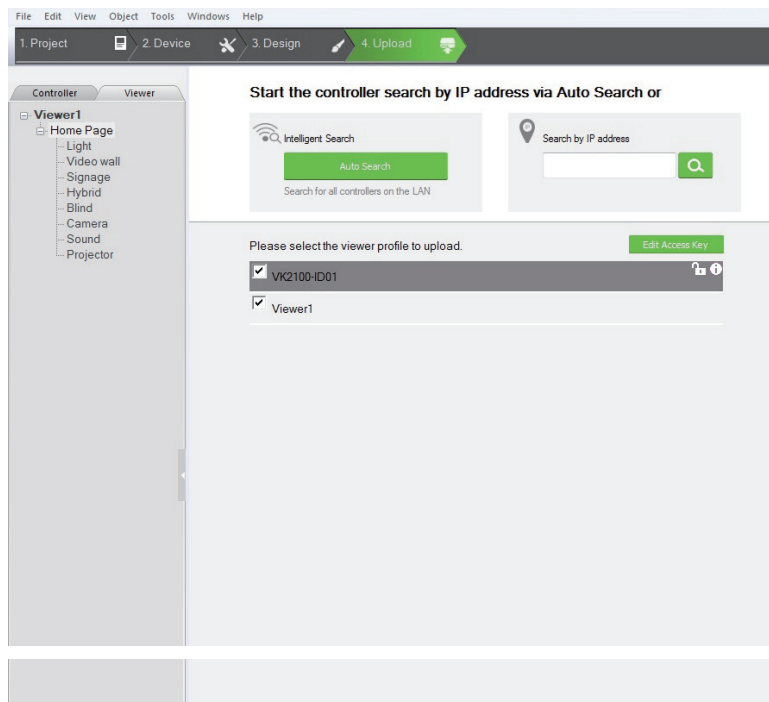 File Edit View Object Tools Windows Help
1. Project 2. Device 3. Design 4. Upload
Controller Viewer
Viewer1
Home Page
Light
Video wall
Signage
Hybrid
Blind
Camera
Sound
Projector
Start the controller search by IP address via Auto Search or
Intelligent Search
Auto Search
Search for all controllers on the LAN
Search by IP address
Please select the viewer profile to upload.
Edit Access Key
VK2100-ID01
Viewer1